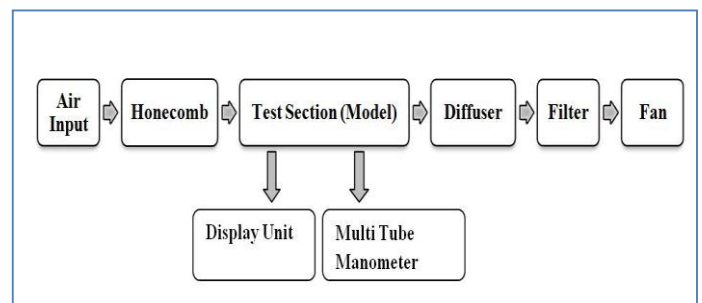 Air
Input
Honecomb
Test Section (Model)
Diffuser
Filter
Fan
Display Unit
Multi Tube
Manometer